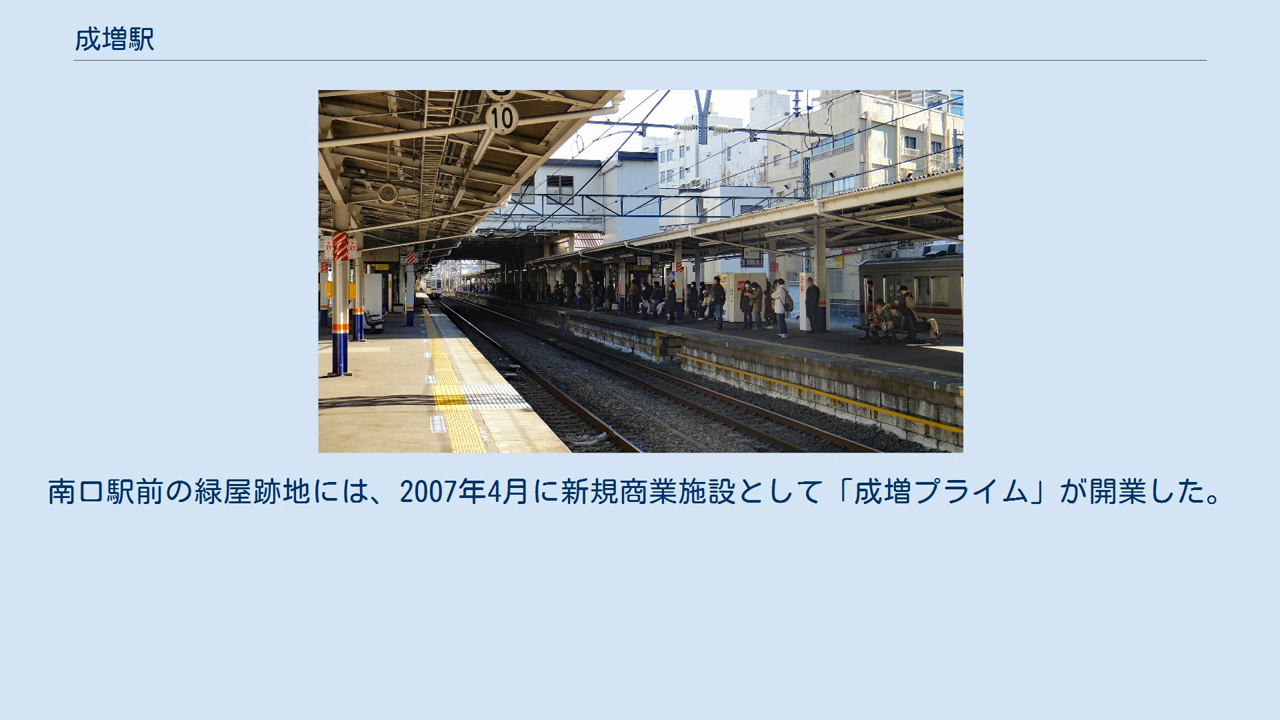 成増駅
10
南口駅前の緑屋跡地には、2007年4月に新規商業施設として「成増プライム」が開業した。